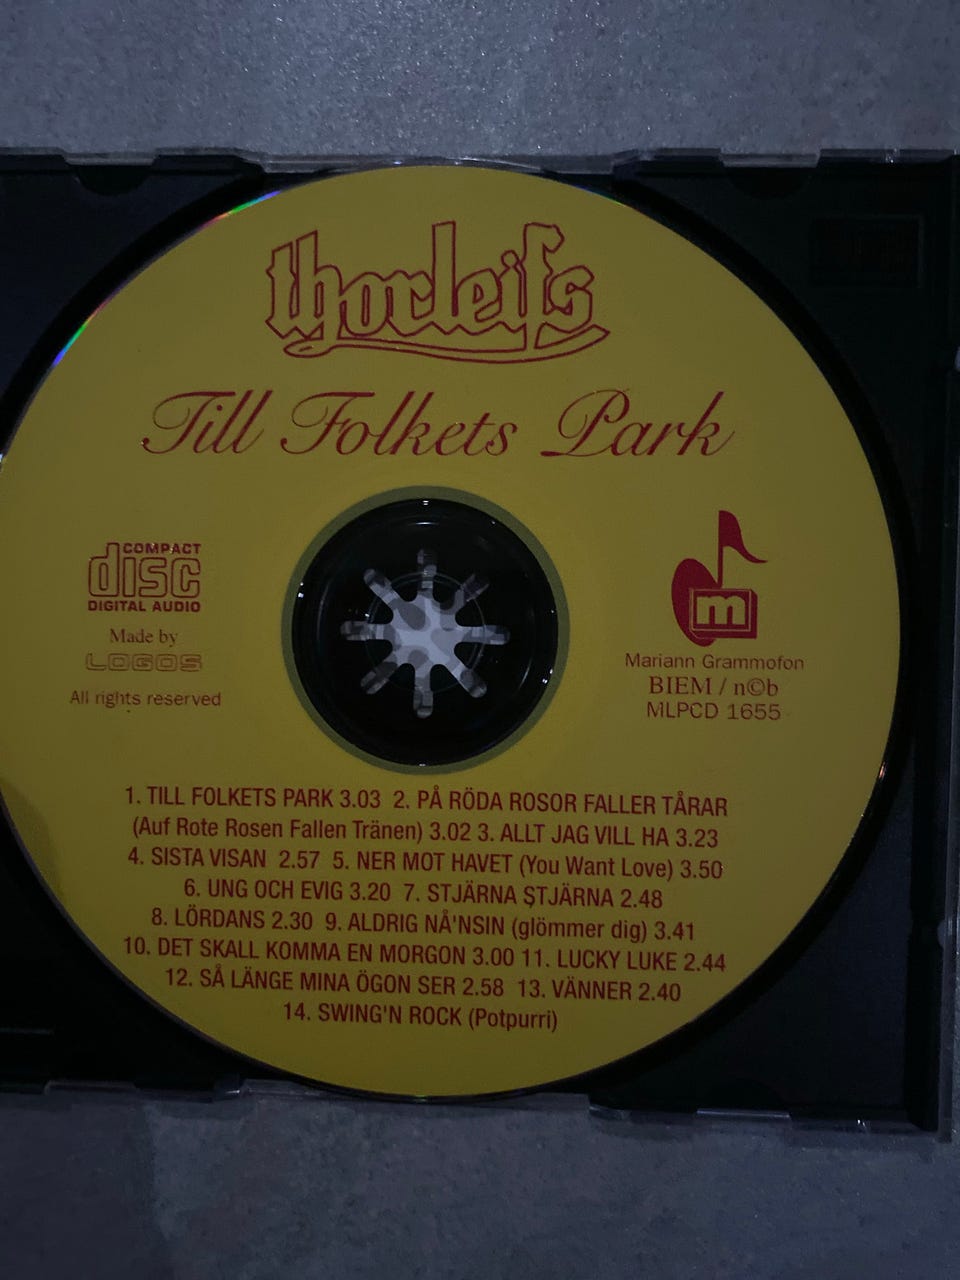 thorleifs
Till Folkets Park
COMPACT
disc
DIGITAL AUDIO
Made by
LOGOS
All rights reserved
m
Mariann Grammofon
BIEM / n©b
MLPCD 1655
1. TILL FOLKETS PARK 3.03 2. PÅ RÖDA ROSOR FALLER TÅRAR
(Auf Rote Rosen Fallen Tränen) 3.02 3. ALLT JAG VILL HA 3.23
4. SISTA VISAN 2.57 5. NER MOT HAVET (You Want Love) 3.50
6. UNG OCH EVIG 3.20 7. STJÄRNA STJÄRNA 2.48
8. LÖRDANS 2.30 9. ALDRIG NÅ'NSIN (glömmer dig) 3.41
10. DET SKALL KOMMA EN MORGON 3.00 11. LUCKY LUKE 2.44
12. SÅ LÄNGE MINA ÖGON SER 2.58 13. VÄNNER 2.40
14. SWING'N ROCK (Potpurri)